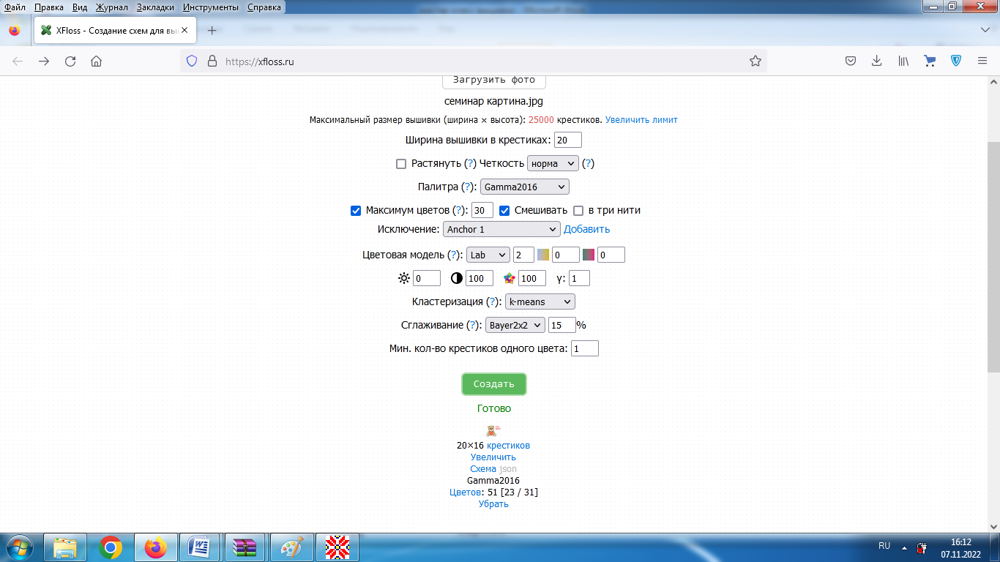 Файл Правка Вид Журнал Закладки Инструменты Справка
XFloss - Создание схем для выш
https://xfloss.ru
Загрузить фото
семинар картина.jpg
Максимальный размер вышивки (ширина × высота): 25000 крестиков. Увеличить лимит
Ширина вышивки в крестиках: 20
Растянуть (?) Четкость норма (?)
Палитра (?): Gamma2016
Максимум цветов (?): 30 Смешивать в три нити
Исключение: Anchor 1 Добавить
Цветовая модель (?): Lab 2 0 0
0 100 100 γ: 1
Кластеризация (?): k-means
Сглаживание (?): Bayer2x2 15 %
Мин. кол-во крестиков одного цвета: 1
Создать
Готово
20×16 крестиков
Увеличить
Схема json
Gamma2016
Цветов: 51 [23 / 31]
Убрать
RU 16:12
07.11.2022